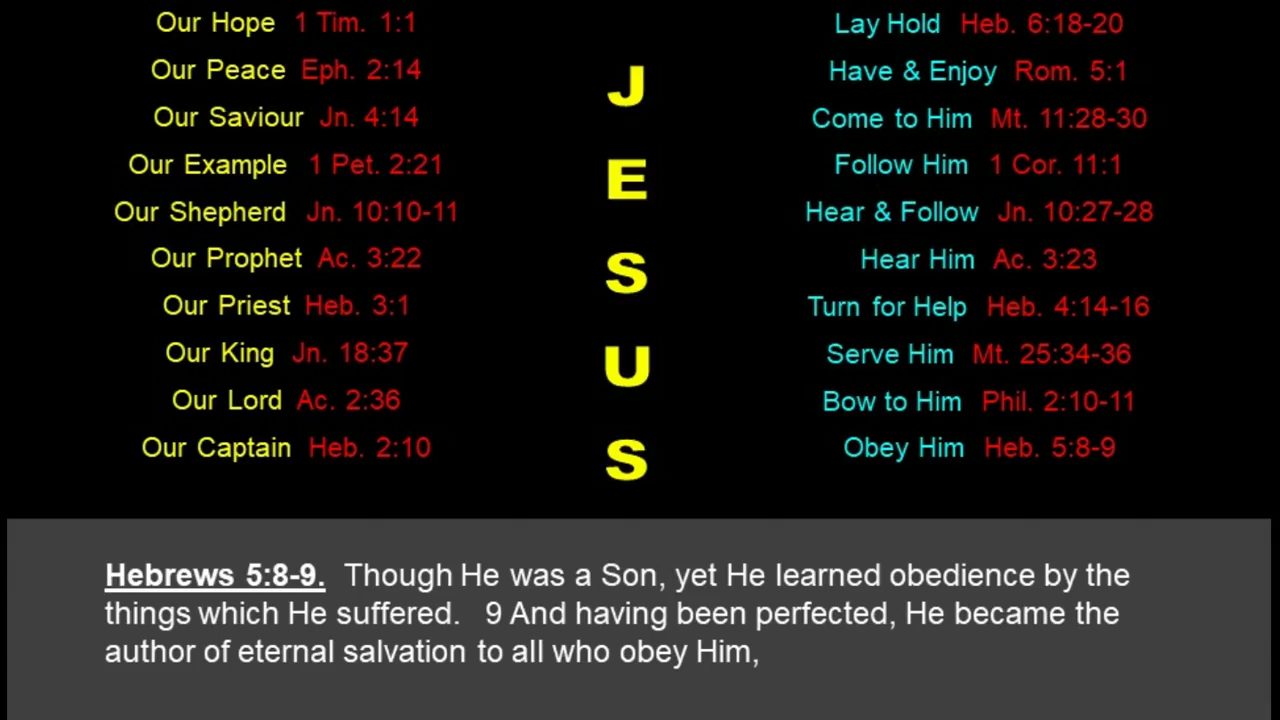 Our Hope 1 Tim. 1:1
Our Peace Eph. 2:14
Our Saviour Jn. 4:14
Our Example 1 Pet. 2:21
Our Shepherd Jn. 10:10-11
Our Prophet Ac. 3:22
Our Priest Heb. 3:1
Our King Jn. 18:37
Our Lord Ac. 2:36
Our Captain Heb. 2:10
J
E
S
U
S
Lay Hold Heb. 6:18-20
Have & Enjoy Rom. 5:1
Come to Him Mt. 11:28-30
Follow Him 1 Cor. 11:1
Hear & Follow Jn. 10:27-28
Hear Him Ac. 3:23
Turn for Help Heb. 4:14-16
Serve Him Mt. 25:34-36
Bow to Him Phil. 2:10-11
Obey Him Heb. 5:8-9
Hebrews 5:8-9. Though He was a Son, yet He learned obedience by the
things which He suffered. 9 And having been perfected, He became the
author of eternal salvation to all who obey Him,